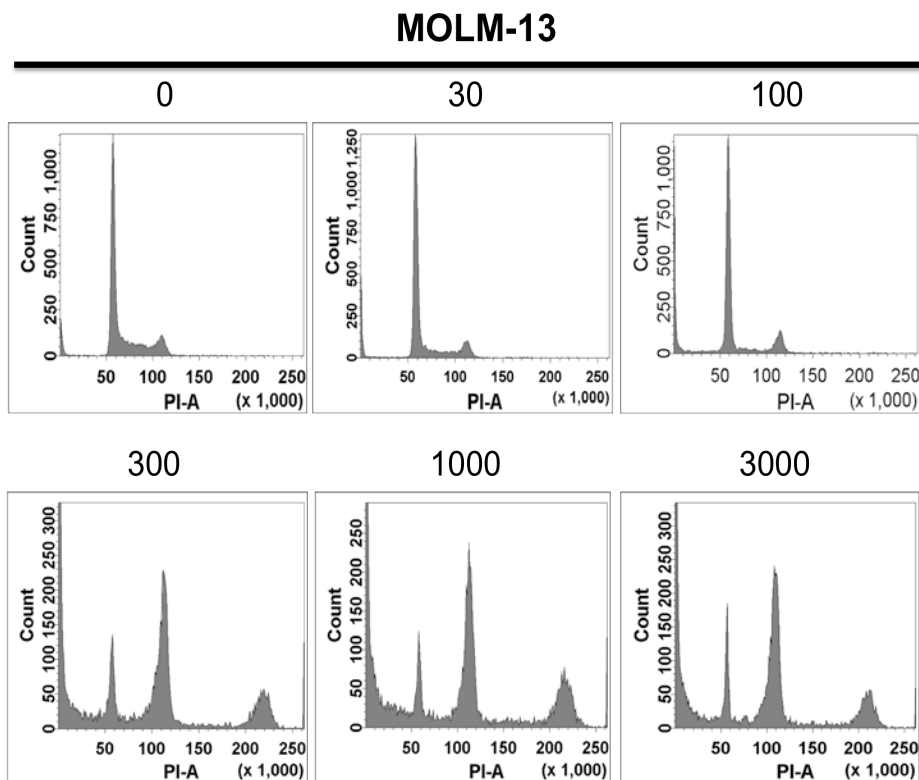 MOLM-13
0 30 100
Count
0 250 500 750 1,000
50 100 150 200 250
PI-A (x 1,000)
Count
0 250 500 750 1,000 1,250
50 100 150 200 250
PI-A (x 1,000)
Count
0 250 500 750 1,000
50 100 150 200 250
PI-A (x 1,000)
300 1000 3000
Count
0 50 100 150 200 250 300
50 100 150 200 250
PI-A (x 1,000)
Count
0 50 100 150 200 250
50 100 150 200 250
PI-A (x 1,000)
Count
0 50 100 150 200 250 300
50 100 150 200 250
PI-A (x 1,000)